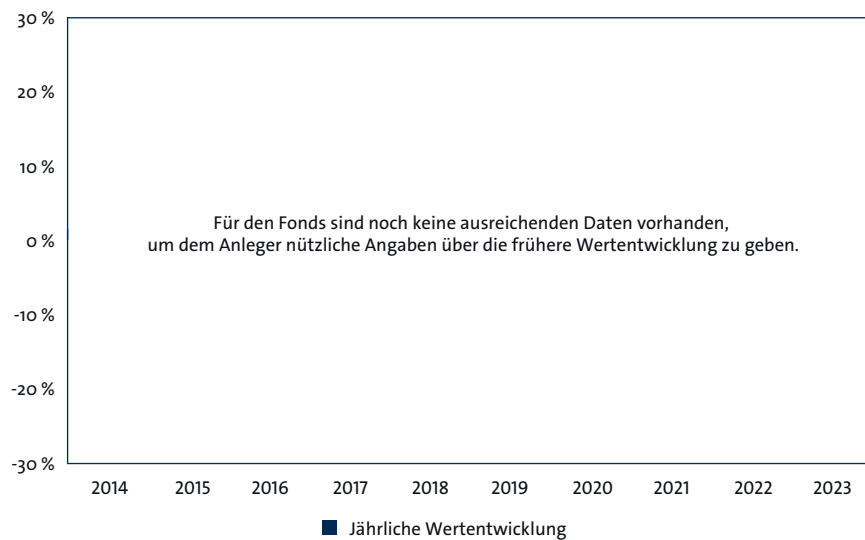 30 %
20 %
10 %
Für den Fonds sind noch keine ausreichenden Daten vorhanden,
0 %
um dem Anleger nützliche Angaben über die frühere Wertentwicklung zu geben.
-10 %
-20 %
-30 %
2014 2015 2016 2017 2018 2019 2020 2021 2022 2023
Jährliche Wertentwicklung